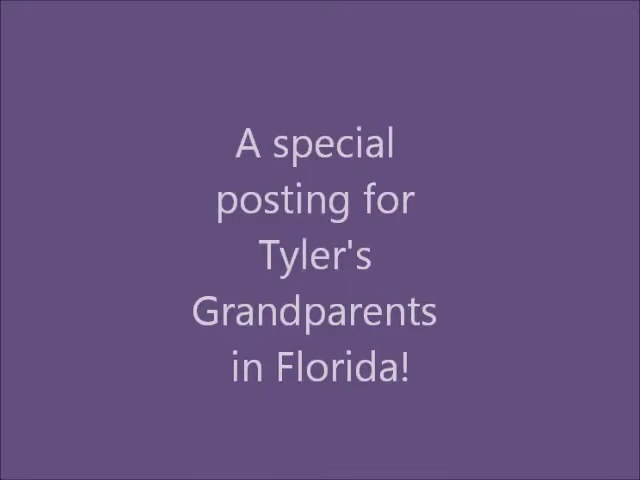 A special
posting for
Tyler's
Grandparents
in Florida!